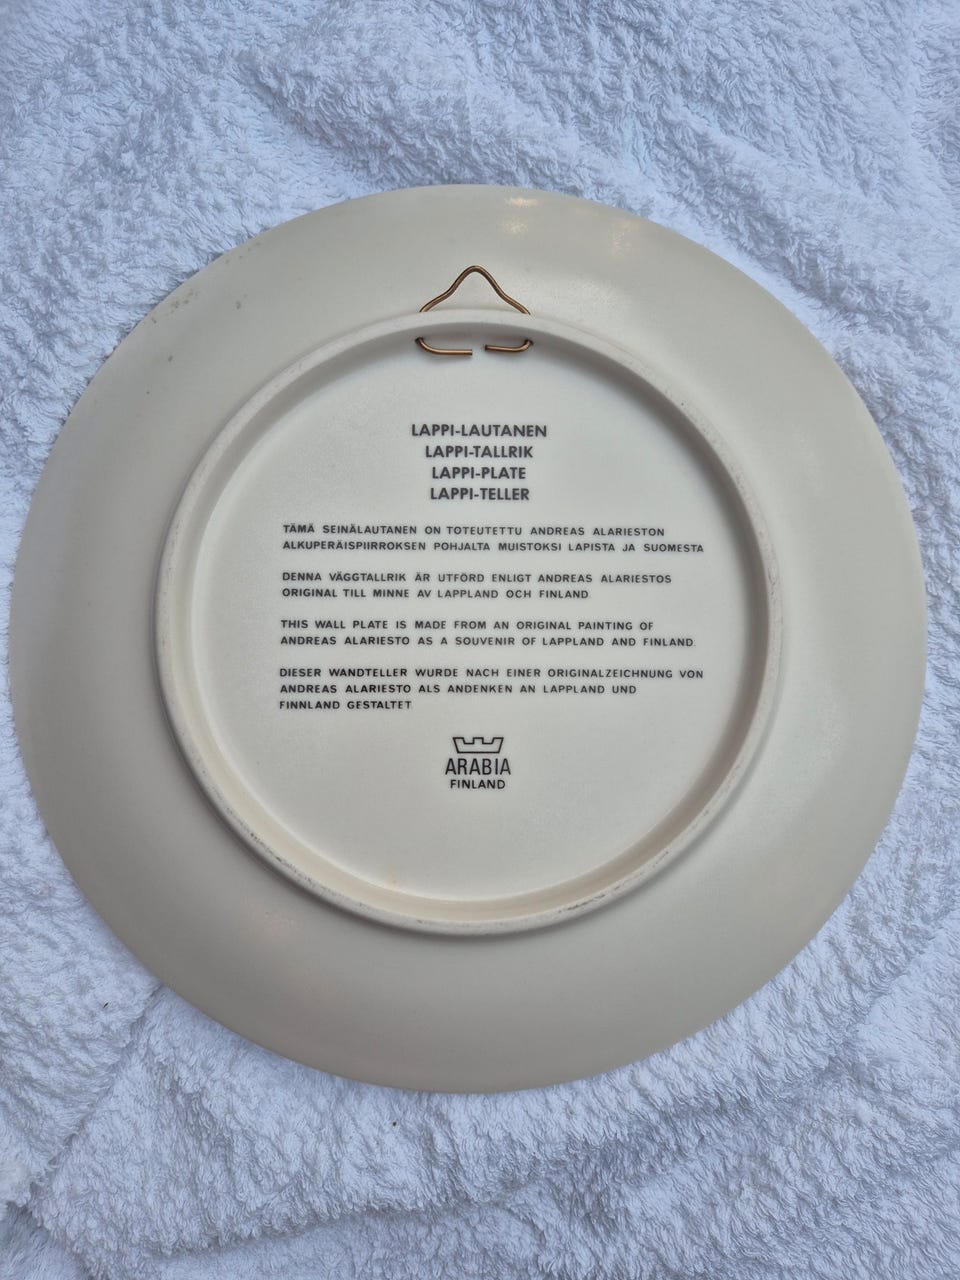 LAPPI-LAUTANEN
LAPPI-TALLRIK
LAPPI-PLATE
LAPPI-TELLER
TÄMÄ SEINÄLAUTANEN ON TOTEUTETTU ANDREAS ALARIESTON
ALKUPERÄISPIIRROKSEN POHJALTA MUISTOKSI LAPISTA JA SUOMESTA
DENNA VÄGGTALLRIK ÄR UTFÖRD ENLIGT ANDREAS ALARIESTOS
ORIGINAL TILL MINNE AV LAPPLAND OCH FINLAND.
THIS WALL PLATE IS MADE FROM AN ORIGINAL PAINTING OF
ANDREAS ALARIESTO AS A SOUVENIR OF LAPPLAND AND FINLAND.
DIESER WANDTELLER WURDE NACH EINER ORIGINALZEICHNUNG VON
ANDREAS ALARIESTO ALS ANDENKEN AN LAPPLAND UND
FINNLAND GESTALTET
ARABIA
FINLAND